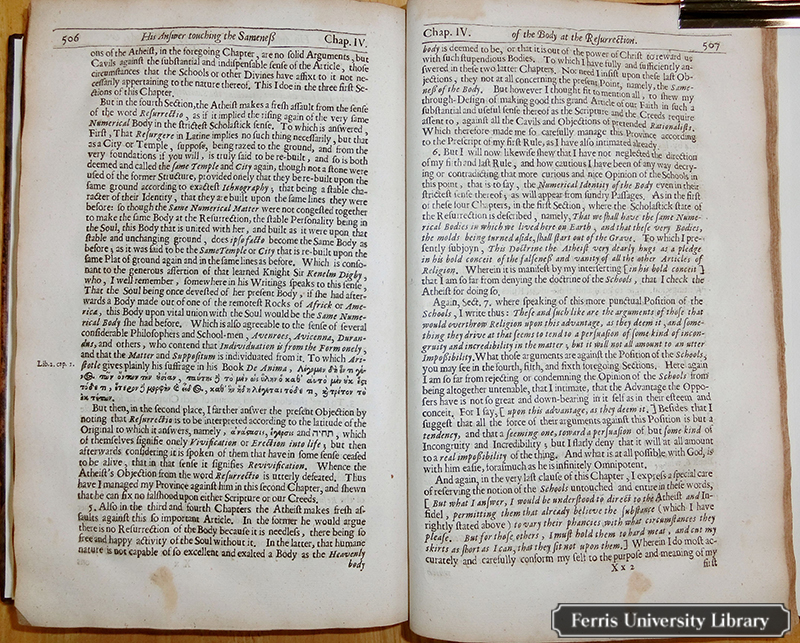 506 His Answer touching the Sameneß Chap. IV.
ons of the Atheist, in the foregoing Chapter, are no solid Arguments, but
Cavils against the substantial and indispensable sense of the Article, those
circumstances that the Schools or other Divines have affixt to it not ne-
cessarily appertaining to the nature thereof. This I doe in the three first Se-
ctions of this Chapter.
But in the fourth Section, the Atheist makes a fresh assault from the sense
of the word Resurrectio, as if it implied the rising again of the very same
Numerical Body in the strictest Scholastick sense. To which is answered,
First, That Resurgere in Latine implies no such thing necessarily, but that
as a City or Temple, suppose, being razed to the ground, and from the
very foundations if you will, is truly said to be re-built, and so is both
deemed and called the same Temple and City again, though not a stone were
used of the former Structure, provided onely that they be re-built upon the
same ground according to exactest Ichnography; that being a stable cha-
racter of their Identity, that they are built upon the same lines they were
before: so though the Same Numerical Matter were not congested together
to make the same Body at the Resurrection, the stable Personality being in
the Soul, this Body that is united with her, and built as it were upon that
stable and unchanging ground, does ipso facto become the Same Body as
before; as it was said to be the Same Temple or City that is re-built upon the
same Plat of ground again and in the same lines as before. Which is conso-
nant to the generous assertion of that learned Knight Sir Kenelm Digby,
who, I well remember, somewhere in his Writings speaks to this sense,
That the Soul being once devested of her present Body, if she had after-
wards a Body made out of one of the remotest Rocks of Africk or Ame-
rica, this Body upon vital union with the Soul would be the Same Nume-
rical Body she had before. Which is also agreeable to the sense of several
considerable Philosophers and School-men, Avenroes, Avicenna, Duran-
dus, and others, who contend that Individuation is from the Form onely,
and that the Matter and Suppositum is individuated from it. To which Ari-
Lib.2. cap. 1.
stotle gives plainly his suffrage in his Book De Anima,
But then, in the second place, I farther answer the present Objection by
noting that Resurrectio is to be interpreted according to the latitude of the
Original to which it answers, namely, ἀνάστασις, ἔγερσις and תחיה, which
of themselves signifie onely Vivification or Erection into life; but then
afterwards considering it is spoken of them that have in some sense ceased
to be alive, that in that sense it signifies Revivification. Whence the
Atheist's Objection from the word Resurrectio is utterly defeated. Thus
have I managed my Province against him in this second Chapter, and shewn
that he can fix no falshood upon either Scripture or our Creeds.
5. Also in the third and fourth Chapters the Atheist makes fresh as-
saults against this so important Article. In the former he would argue
there is no Resurrection of the Body because it is needless, there being so
free and happy activity of the Soul without it. In the latter, that humane
nature is not capable of so excellent and exalted a Body as the Heavenly
body
Chap. IV. of the Body at the Resurrection. 507
body is deemed to be, or that it is out of the power of Christ to reward us
with such stupendious Bodies. To which I have fully and sufficiently an-
swered in these two latter Chapters. Nor need I insist upon these last Ob-
jections, they not at all concerning the present Point, namely, the Same-
neß of the Body. But however I thought fit to mention all, to shew my
through-Design of making good this grand Article of our Faith in such a
substantial and useful sense thereof as the Scripture and the Creeds require
assent to, against all the Cavils and Objections of pretended Rationalists.
Which therefore made me so carefully manage this Province according
to the Prescript of my first Rule, as I have also intimated already.
6. But I will now likewise shew that I have not neglected the direction
of my fifth and last Rule, and how cautious I have been of any way decry-
ing or contradicting that more curious and nice Opinion of the Schools in
this point, that is to say, the Numerical Identity of the Body even in their
strictest sense thereof, as will appear from sundry Passages. As in the first
of these four Chapters, in the first Section, where the Scholastick state of
the Resurrection is described, namely, That we shall have the same Nume-
rical Bodies in which we lived here on Earth, and that these very Bodies,
the molds being turned aside, shall start out of the Grave. To which I pre-
sently subjoyn, This Doctrine the Atheist very dearly hugs as a pledge
in his bold conceit of the falseneß and vanity of all the other Articles of
Religion. Wherein it is manifest by my interserting [in his bold conceit]
that I am so far from denying the doctrine of the Schools, that I check the
Atheist for doing so.
Again, Sect. 7. where speaking of this more punctual Position of the
Schools, I write thus: These and such like are the arguments of those that
would overthrow Religion upon this advantage, as they deem it, and some-
thing they drive at that seems to tend a persuasion of some kind of incon-
gruity and incredibility in the matter, but it will not all amount to an utter
Impoßibility. What those arguments are against the Position of the Schools,
you may see in the fourth, fifth, and sixth foregoing Sections. Here again
I am so far from rejecting or condemning the Opinion of the Schools from
being altogether untenable, that I intimate, that the Advantage the Oppo-
sers have is not so great and down-bearing in it self as in their esteem and
conceit. For I say, [upon this advantage, as they deem it.] Besides that I
suggest that all the force of their arguments against this Position is but a
tendency, and that a seeming one, toward a persuasion of but some kind of
Incongruity and Incredibility; but I flatly deny that it will at all amount
to a real impoßibility of the thing. And what is at all possible with God, is
with him easie, forasmuch as he is infinitely Omnipotent.
And again, in the very last clause of this Chapter, I express a special care
of reserving the notion of the Schools untouched and entire in these words,
[But what I answer, I would be understood to direct to the Atheist and In-
fidel, permitting them that already believe the substance (which I have
rightly stated above) to vary their phancies with what circumstances they
please. But for those others, I must hold them to hard meat, and cut my
skirts as short as I can, that they sit not upon them.] Wherein I do most ac-
curately and carefully conform my self to the purpose and meaning of my
X x 2 first
Ferris University Library